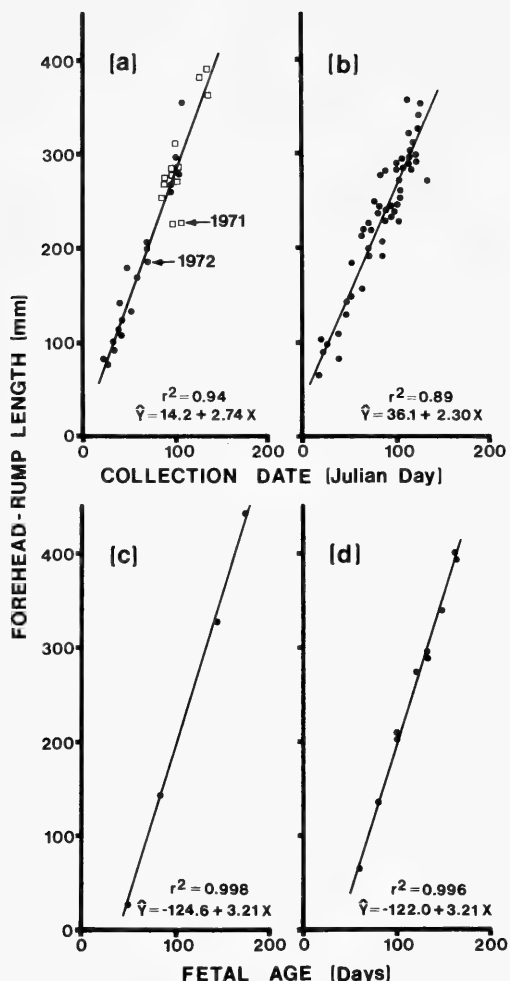 FOREHEAD-RUMP LENGTH (mm)
400
300
200
100
0
[a]
1971
1972
r² = 0.94
Ŷ = 14.2 + 2.74 X
0
100
200
[b]
r² = 0.89
Ŷ = 36.1 + 2.30 X
0
100
200
COLLECTION DATE (Julian Day)
400
300
200
100
0
[c]
r² = 0.998
Ŷ = -124.6 + 3.21 X
0
100
200
[d]
r² = 0.996
Ŷ = -122.0 + 3.21 X
0
100
200
FETAL AGE (Days)